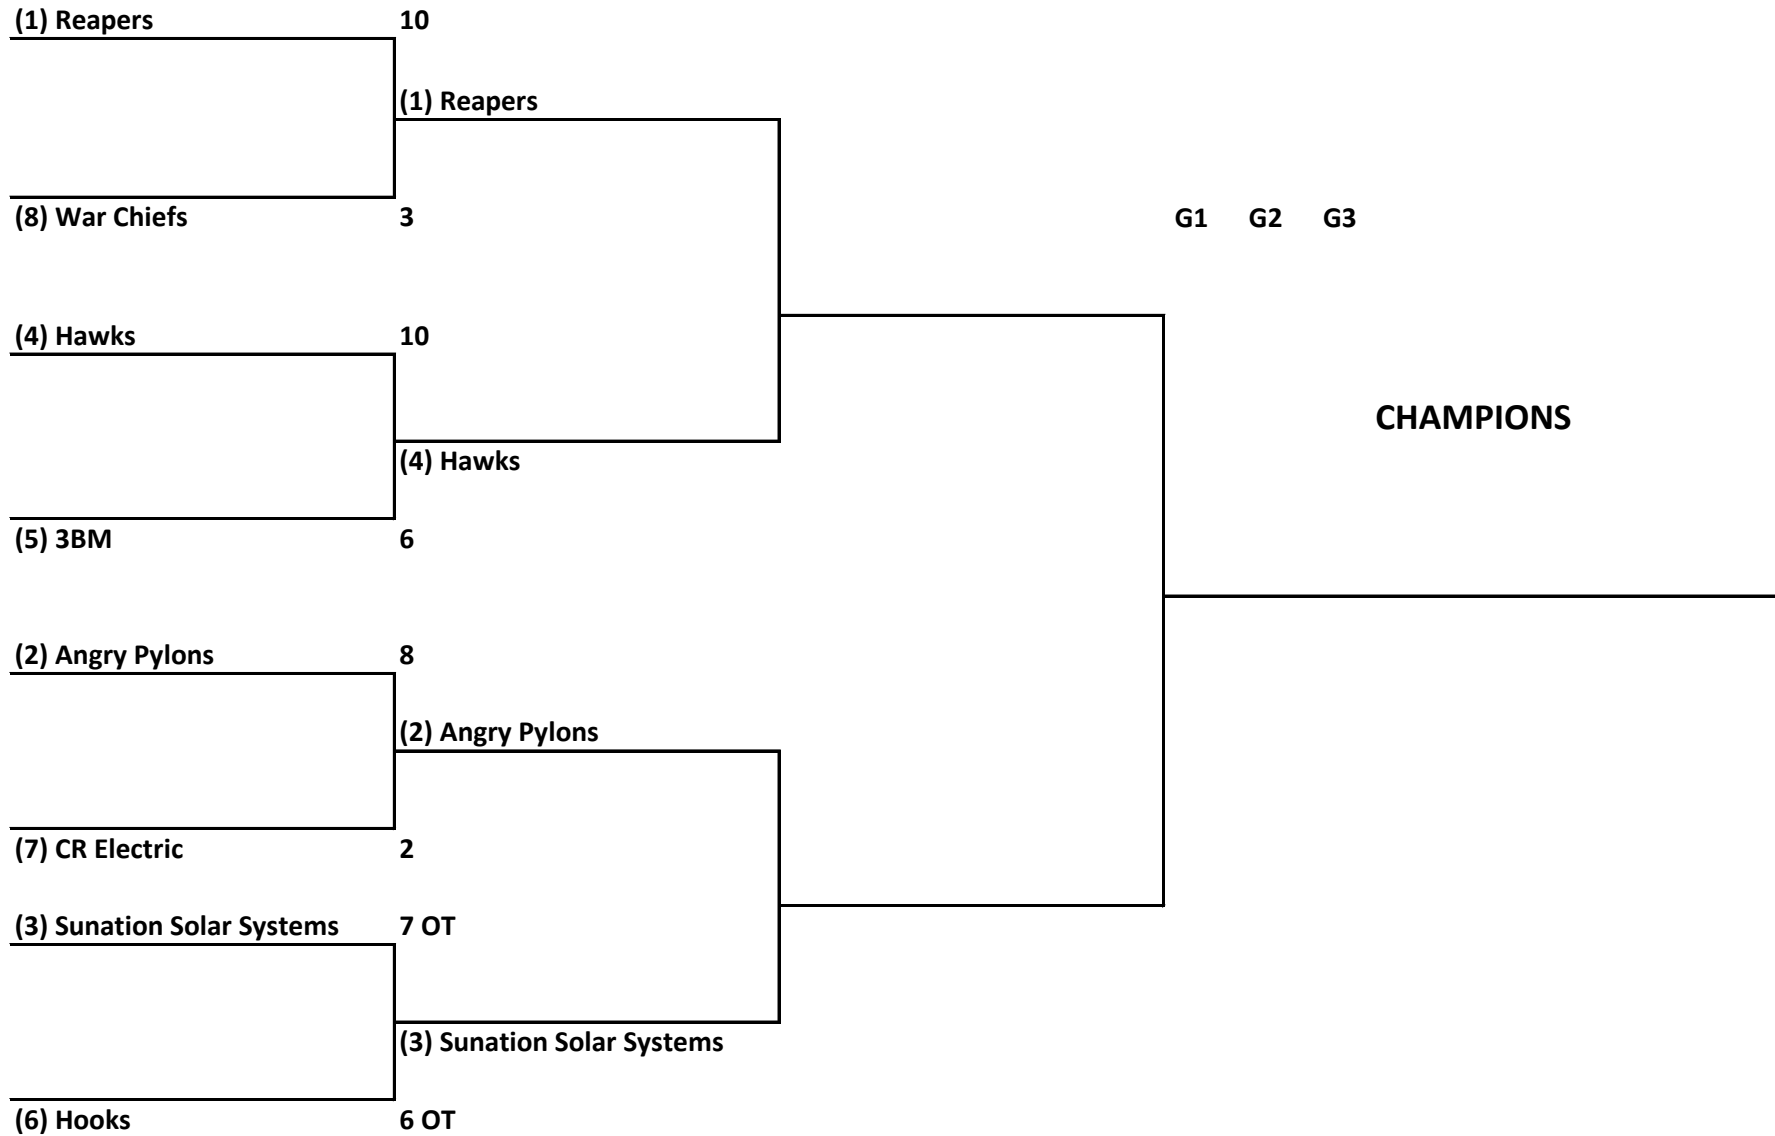 (1) Reapers 10
(1) Reapers
(8) War Chiefs 3
G1 G2 G3
(4) Hawks 10
CHAMPIONS
(4) Hawks
(5) 3BM 6
(2) Angry Pylons 8
(2) Angry Pylons
(7) CR Electric 2
(3) Sunation Solar Systems 7 OT
(3) Sunation Solar Systems
(6) Hooks 6 OT